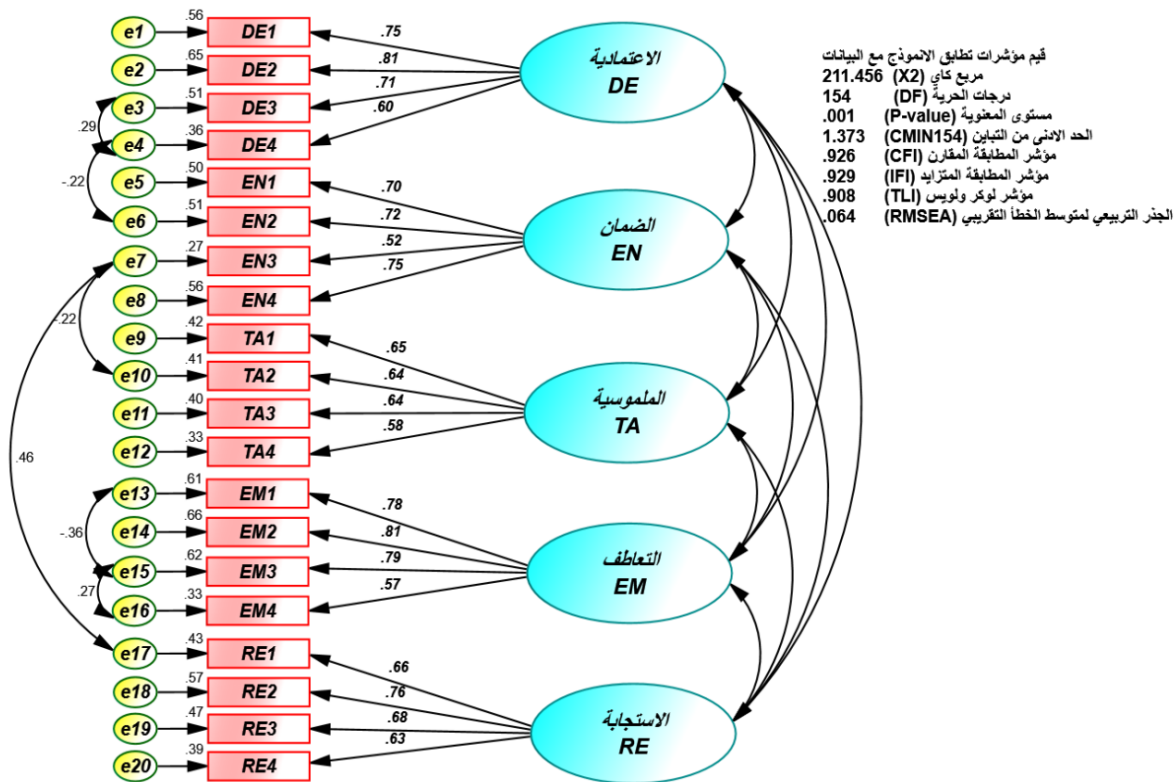 e1 .56 DE1 .75
e2 .65 DE2 .81
e3 .51 DE3 .71
e4 .36 DE4 .60
.29
-.22
الاعتمادية
DE
e5 .50 EN1 .70
e6 .51 EN2 .72
e7 .27 EN3 .52
e8 .56 EN4 .75
الضمان
EN
-.22
e9 .42 TA1 .65
e10 .41 TA2 .64
e11 .40 TA3 .64
e12 .33 TA4 .58
الملموسية
TA
.46
e13 .61 EM1 .78
e14 .66 EM2 .81
e15 .62 EM3 .79
e16 .33 EM4 .57
-.36
.27
التعاطف
EM
e17 .43 RE1 .66
e18 .57 RE2 .76
e19 .47 RE3 .68
e20 .39 RE4 .63
الاستجابة
RE
قيم مؤشرات تطابق الانموذج مع البيانات
مربع كاي (X2) 211.456
درجات الحرية (DF) 154
مستوى المعنوية (P-value) .001
الحد الادنى من التباين (CMIN154) 1.373
مؤشر المطابقة المقارن (CFI) .926
مؤشر المطابقة المتزايد (IFI) .929
مؤشر لوكر ولويس (TLI) .908
الجذر التربيعي لمتوسط الخطأ التقريبي (RMSEA) .064